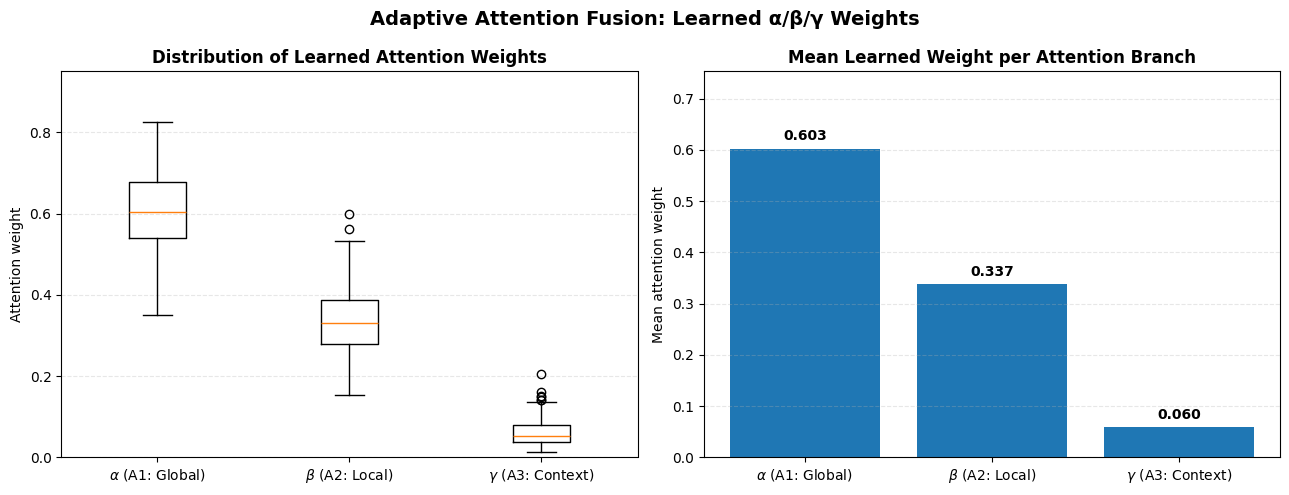 Adaptive Attention Fusion: Learned α/β/γ Weights
Distribution of Learned Attention Weights
Attention weight
0.8
0.6
0.4
0.2
0.0
α (A1: Global)
β (A2: Local)
γ (A3: Context)
Mean Learned Weight per Attention Branch
Mean attention weight
0.7
0.6
0.5
0.4
0.3
0.2
0.1
0.0
0.603
0.337
0.060
α (A1: Global)
β (A2: Local)
γ (A3: Context)